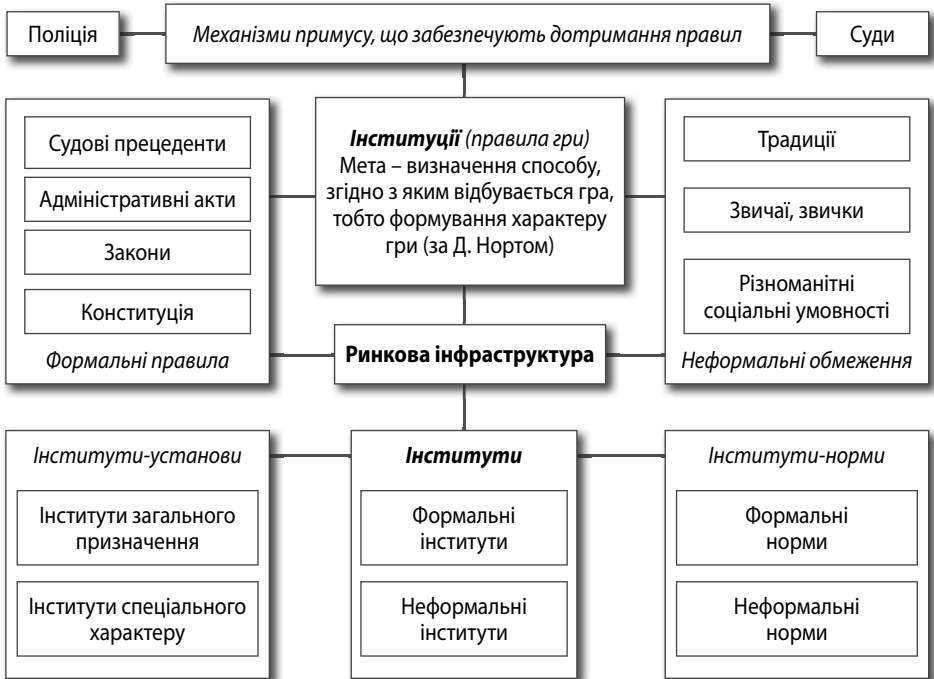 Поліція
Механізми примусу, що забезпечують дотримання правил
Суди
Судові прецеденти
Адміністративні акти
Закони
Конституція
Формальні правила
Інституції (правила гри)
Мета – визначення способу,
згідно з яким відбувається гра,
тобто формування характеру
гри (за Д. Нортом)
Традиції
Звичаї, звички
Різноманітні
соціальні умовності
Неформальні обмеження
Ринкова інфраструктура
Інститути-установи
Інститути загального
призначення
Інститути спеціального
характеру
Інститути
Формальні
інститути
Неформальні
інститути
Інститути-норми
Формальні
норми
Неформальні
норми